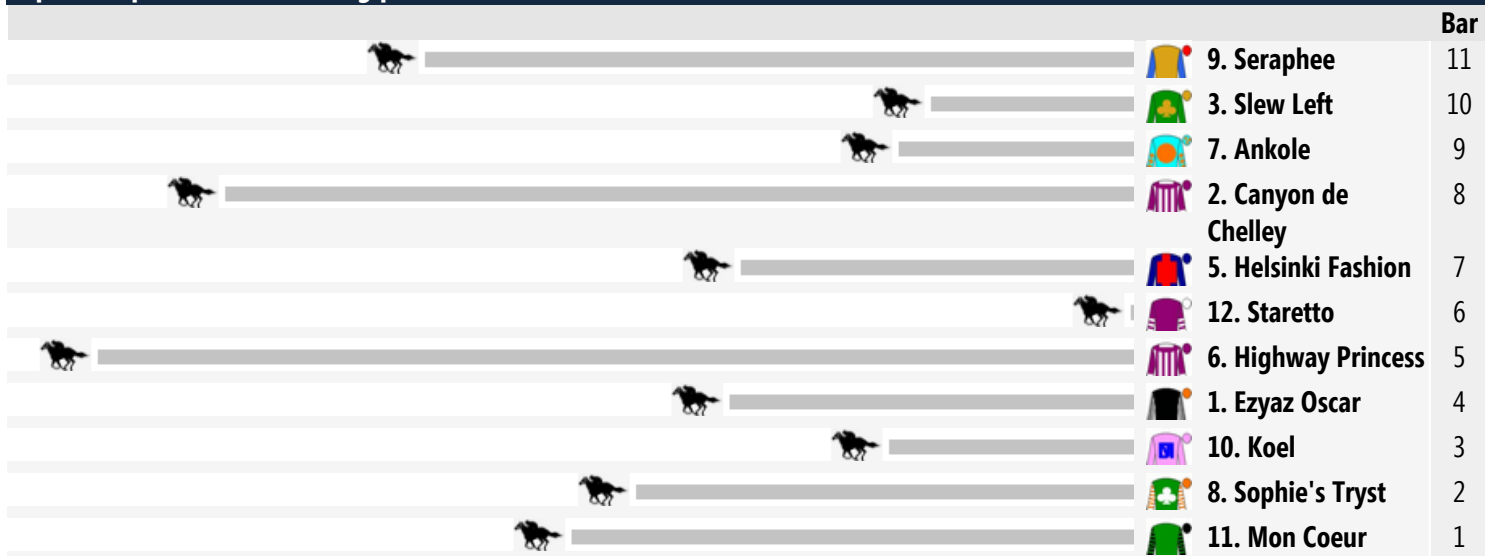 Bar
9. Seraphee 11
3. Slew Left 10
7. Ankole 9
2. Canyon de 8
Chelley
5. Helsinki Fashion 7
12. Staretto 6
6. Highway Princess 5
1. Ezyaz Oscar 4
10. Koel 3
8. Sophie's Tryst 2
11. Mon Coeur 1